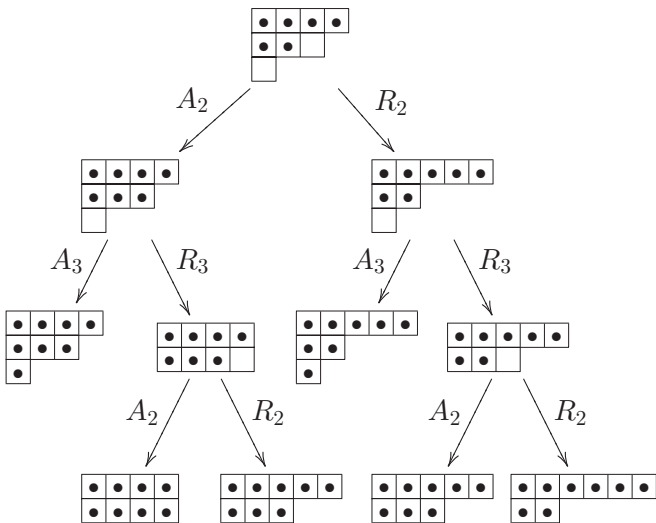 A₂ R₂
A₃ R₃ A₃ R₃
A₂ R₂ A₂ R₂